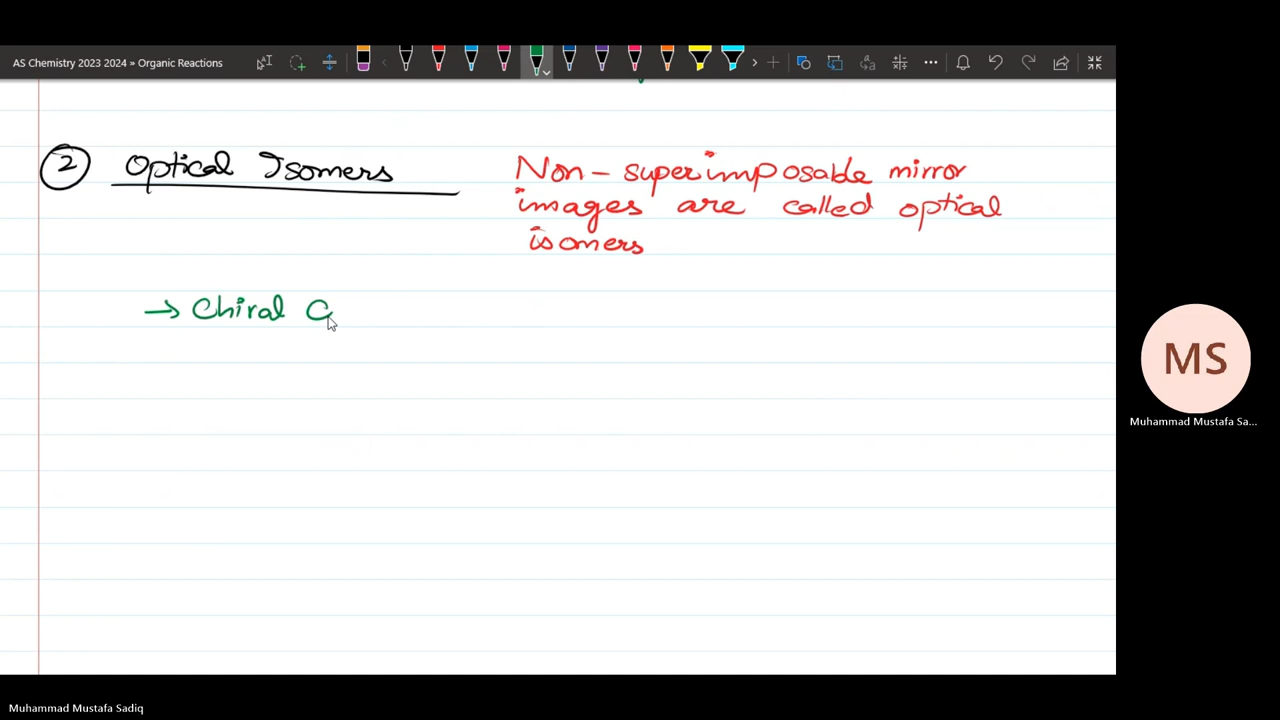 AS Chemistry 2023 2024 » Organic Reactions
② Optical Isomers
Non-superimposable mirror
images are called optical
isomers
→ Chiral C
MS
Muhammad Mustafa Sa...
Muhammad Mustafa Sadiq